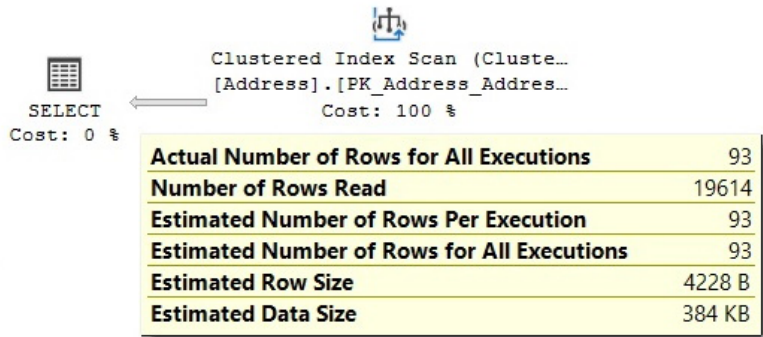 Clustered Index Scan (Cluste…
[Address].[PK_Address_Addres…
Cost: 100 %
SELECT
Cost: 0 %
Actual Number of Rows for All Executions 93
Number of Rows Read 19614
Estimated Number of Rows Per Execution 93
Estimated Number of Rows for All Executions 93
Estimated Row Size 4228 B
Estimated Data Size 384 KB